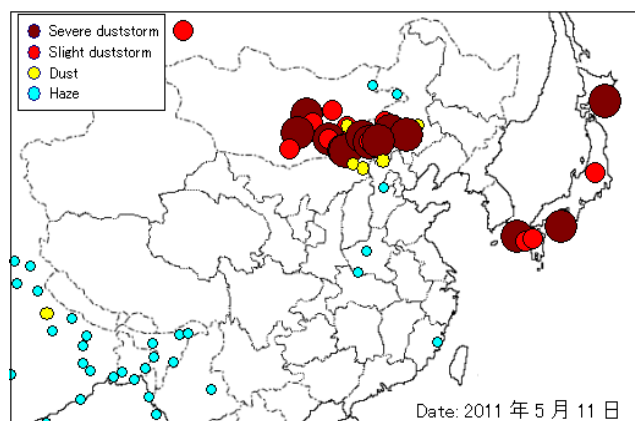 Severe duststorm
Slight duststorm
Dust
Haze
Date: 2011 年 5 月 11 日